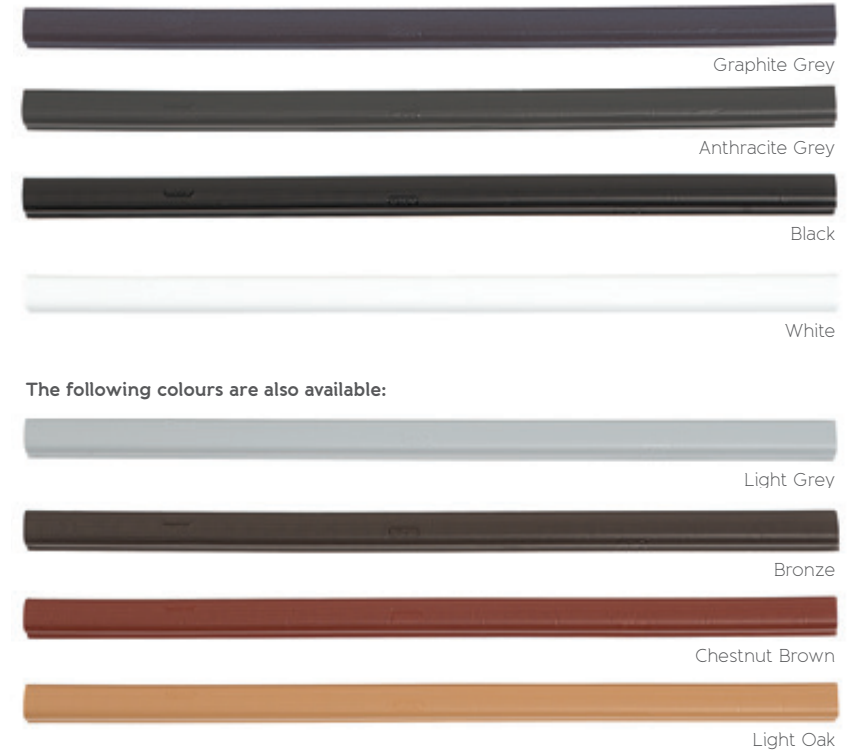 Graphite Grey
Anthracite Grey
Black
White
The following colours are also available:
Light Grey
Bronze
Chestnut Brown
Light Oak